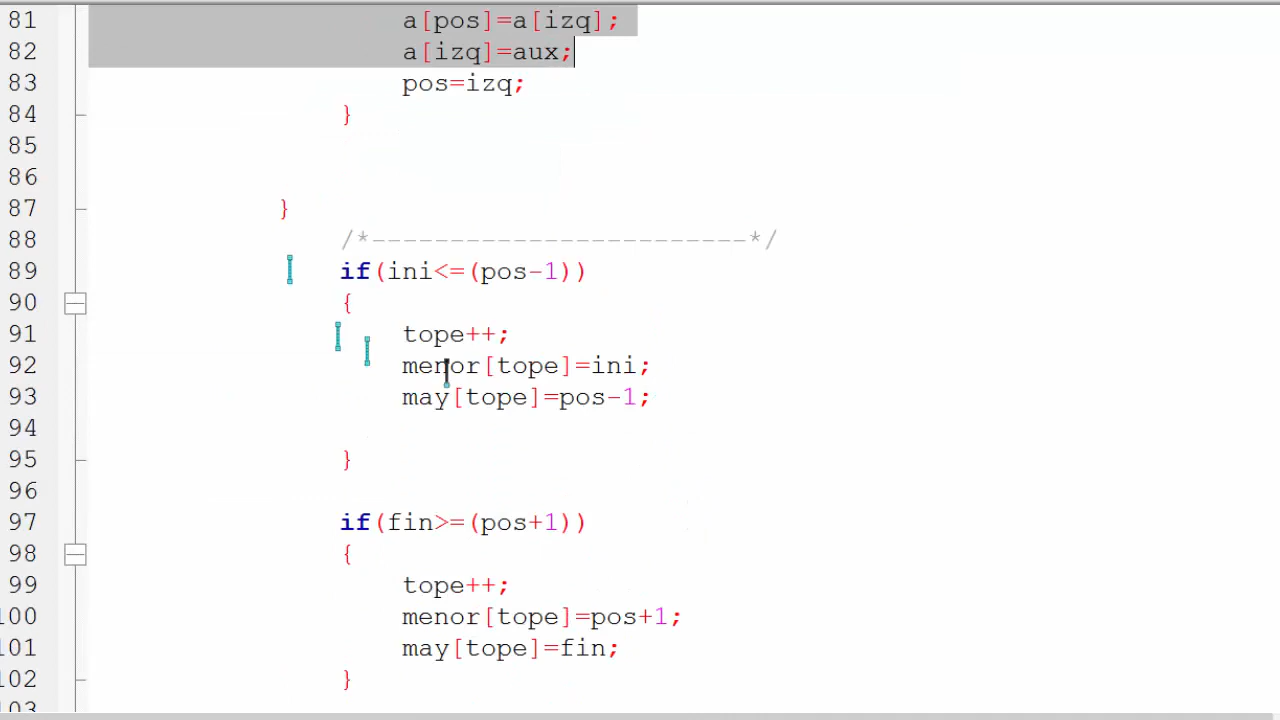 81 a[pos]=a[izq];
82 a[izq]=aux;
83 pos=izq;
84 }
85
86
87 }
88 /*------------------------*/
89 if(ini<=(pos-1))
90 {
91 tope++;
92 menor[tope]=ini;
93 may[tope]=pos-1;
94
95 }
96
97 if(fin>=(pos+1))
98 {
99 tope++;
100 menor[tope]=pos+1;
101 may[tope]=fin;
102 }
103